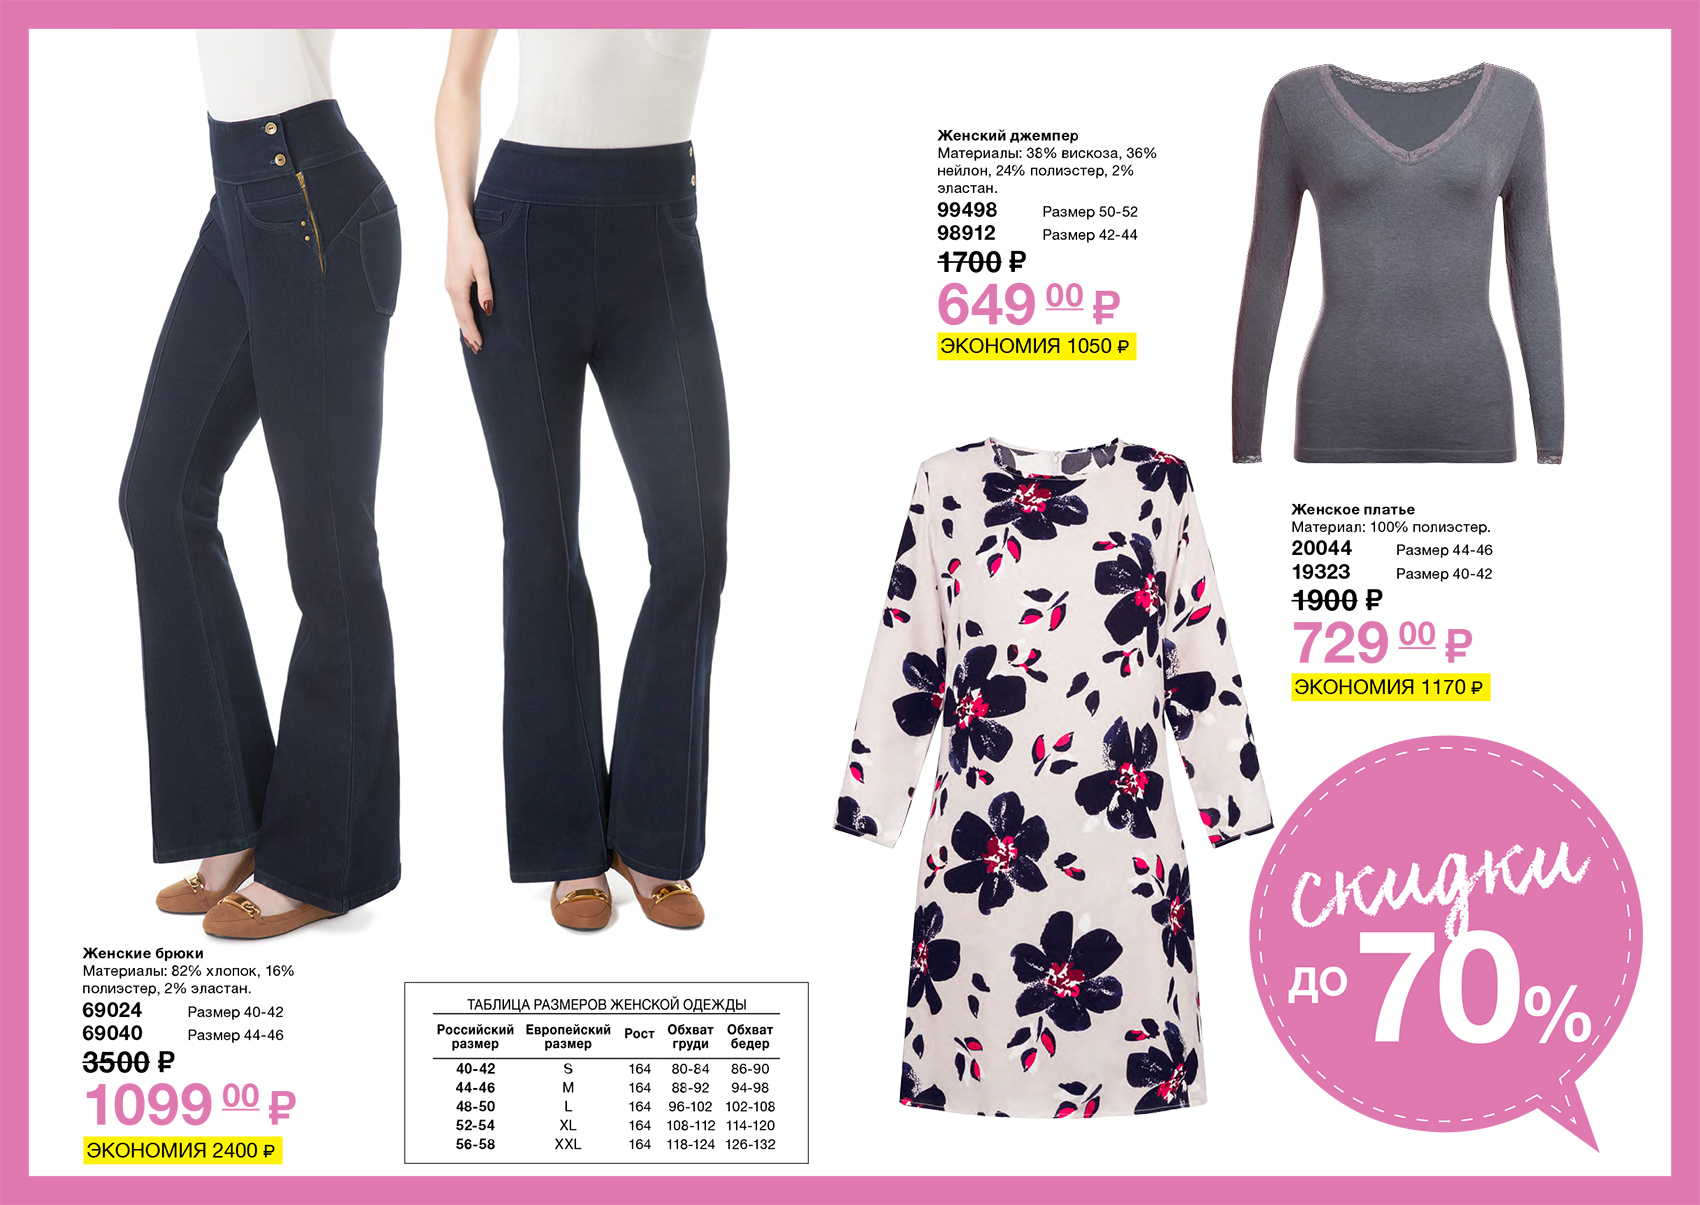 Женский джемпер
Материалы: 38% вискоза, 36%
нейлон, 24% полиэстер, 2%
эластан.
99498 Размер 50-52
98912 Размер 42-44
1700 ₽
649 00 ₽
ЭКОНОМИЯ 1050 ₽
Женское платье
Материал: 100% полиэстер.
20044 Размер 44-46
19323 Размер 40-42
1900 ₽
729 00 ₽
ЭКОНОМИЯ 1170 ₽
скидки
до 70%
Женские брюки
Материалы: 82% хлопок, 16%
полиэстер, 2% эластан.
69024 Размер 40-42
69040 Размер 44-46
3500 ₽
1099 00 ₽
ЭКОНОМИЯ 2400 ₽
ТАБЛИЦА РАЗМЕРОВ ЖЕНСКОЙ ОДЕЖДЫ
Российский Европейский Рост Обхват Обхват
размер размер груди бедер
40-42 S 164 80-84 86-90
44-46 M 164 88-92 94-98
48-50 L 164 96-102 102-108
52-54 XL 164 108-112 114-120
56-58 XXL 164 118-124 126-132